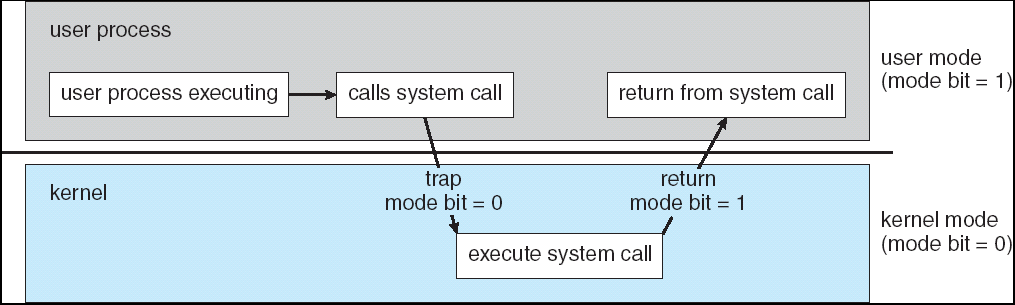 user process
user process executing
calls system call
return from system call
user mode
(mode bit = 1)
kernel
trap
mode bit = 0
return
mode bit = 1
execute system call
kernel mode
(mode bit = 0)